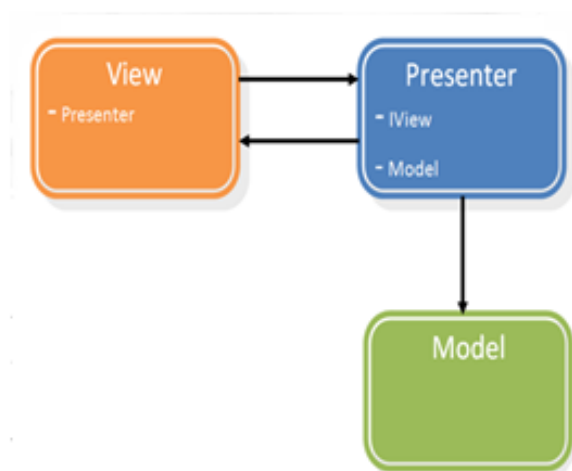 View
- Presenter
Presenter
- IView
- Model
Model